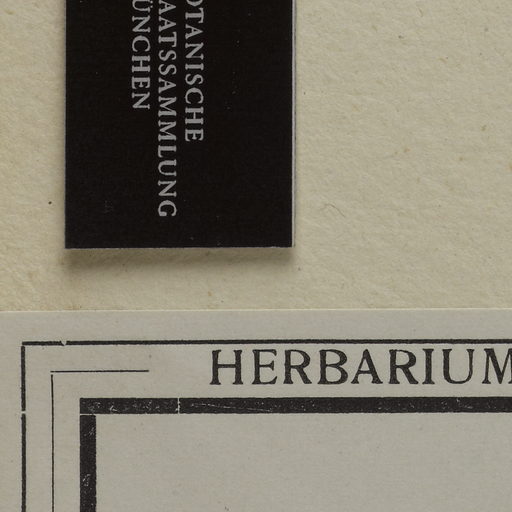 OTANISCHE
AATSSAMMLUNG
ÜNCHEN
HERBARIUM